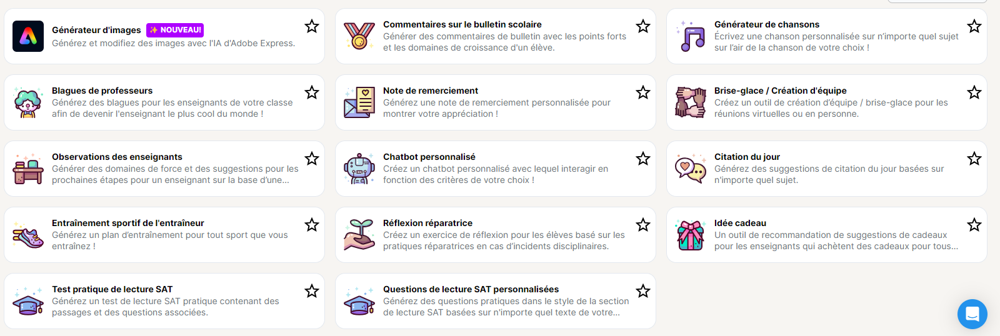 Générateur d'images ✨ NOUVEAU!
Générez et modifiez des images avec l'IA d'Adobe Express.
Commentaires sur le bulletin scolaire
Générer des commentaires de bulletin avec les points forts
et les domaines de croissance d'un élève.
Générateur de chansons
Écrivez une chanson personnalisée sur n’importe quel sujet
sur l’air de la chanson de votre choix !
Blagues de professeurs
Générez des blagues pour les enseignants de votre classe
afin de devenir l'enseignant le plus cool du monde !
Note de remerciement
Générez une note de remerciement personnalisée pour
montrer votre appréciation !
Brise-glace / Création d'équipe
Créez un outil de création d’équipe / brise-glace pour les
réunions virtuelles ou en personne.
Observations des enseignants
Générer des domaines de force et des suggestions pour les
prochaines étapes pour un enseignant sur la base d’une...
Chatbot personnalisé
Créez un chatbot personnalisé avec lequel interagir en
fonction des critères de votre choix !
Citation du jour
Générez des suggestions de citation du jour basées sur
n'importe quel sujet.
Entraînement sportif de l'entraîneur
Générez un plan d’entraînement pour tout sport que vous
entraînez !
Réflexion réparatrice
Créez un exercice de réflexion pour les élèves basé sur les
pratiques réparatrices en cas d’incidents disciplinaires.
Idée cadeau
Un outil de recommandation de suggestions de cadeaux
pour les enseignants qui achètent des cadeaux pour tous...
Test pratique de lecture SAT
Générez un test de lecture SAT pratique contenant des
passages et des questions associées.
Questions de lecture SAT personnalisées
Générez des questions pratiques dans le style de la section
de lecture SAT basées sur n'importe quel texte de votre...